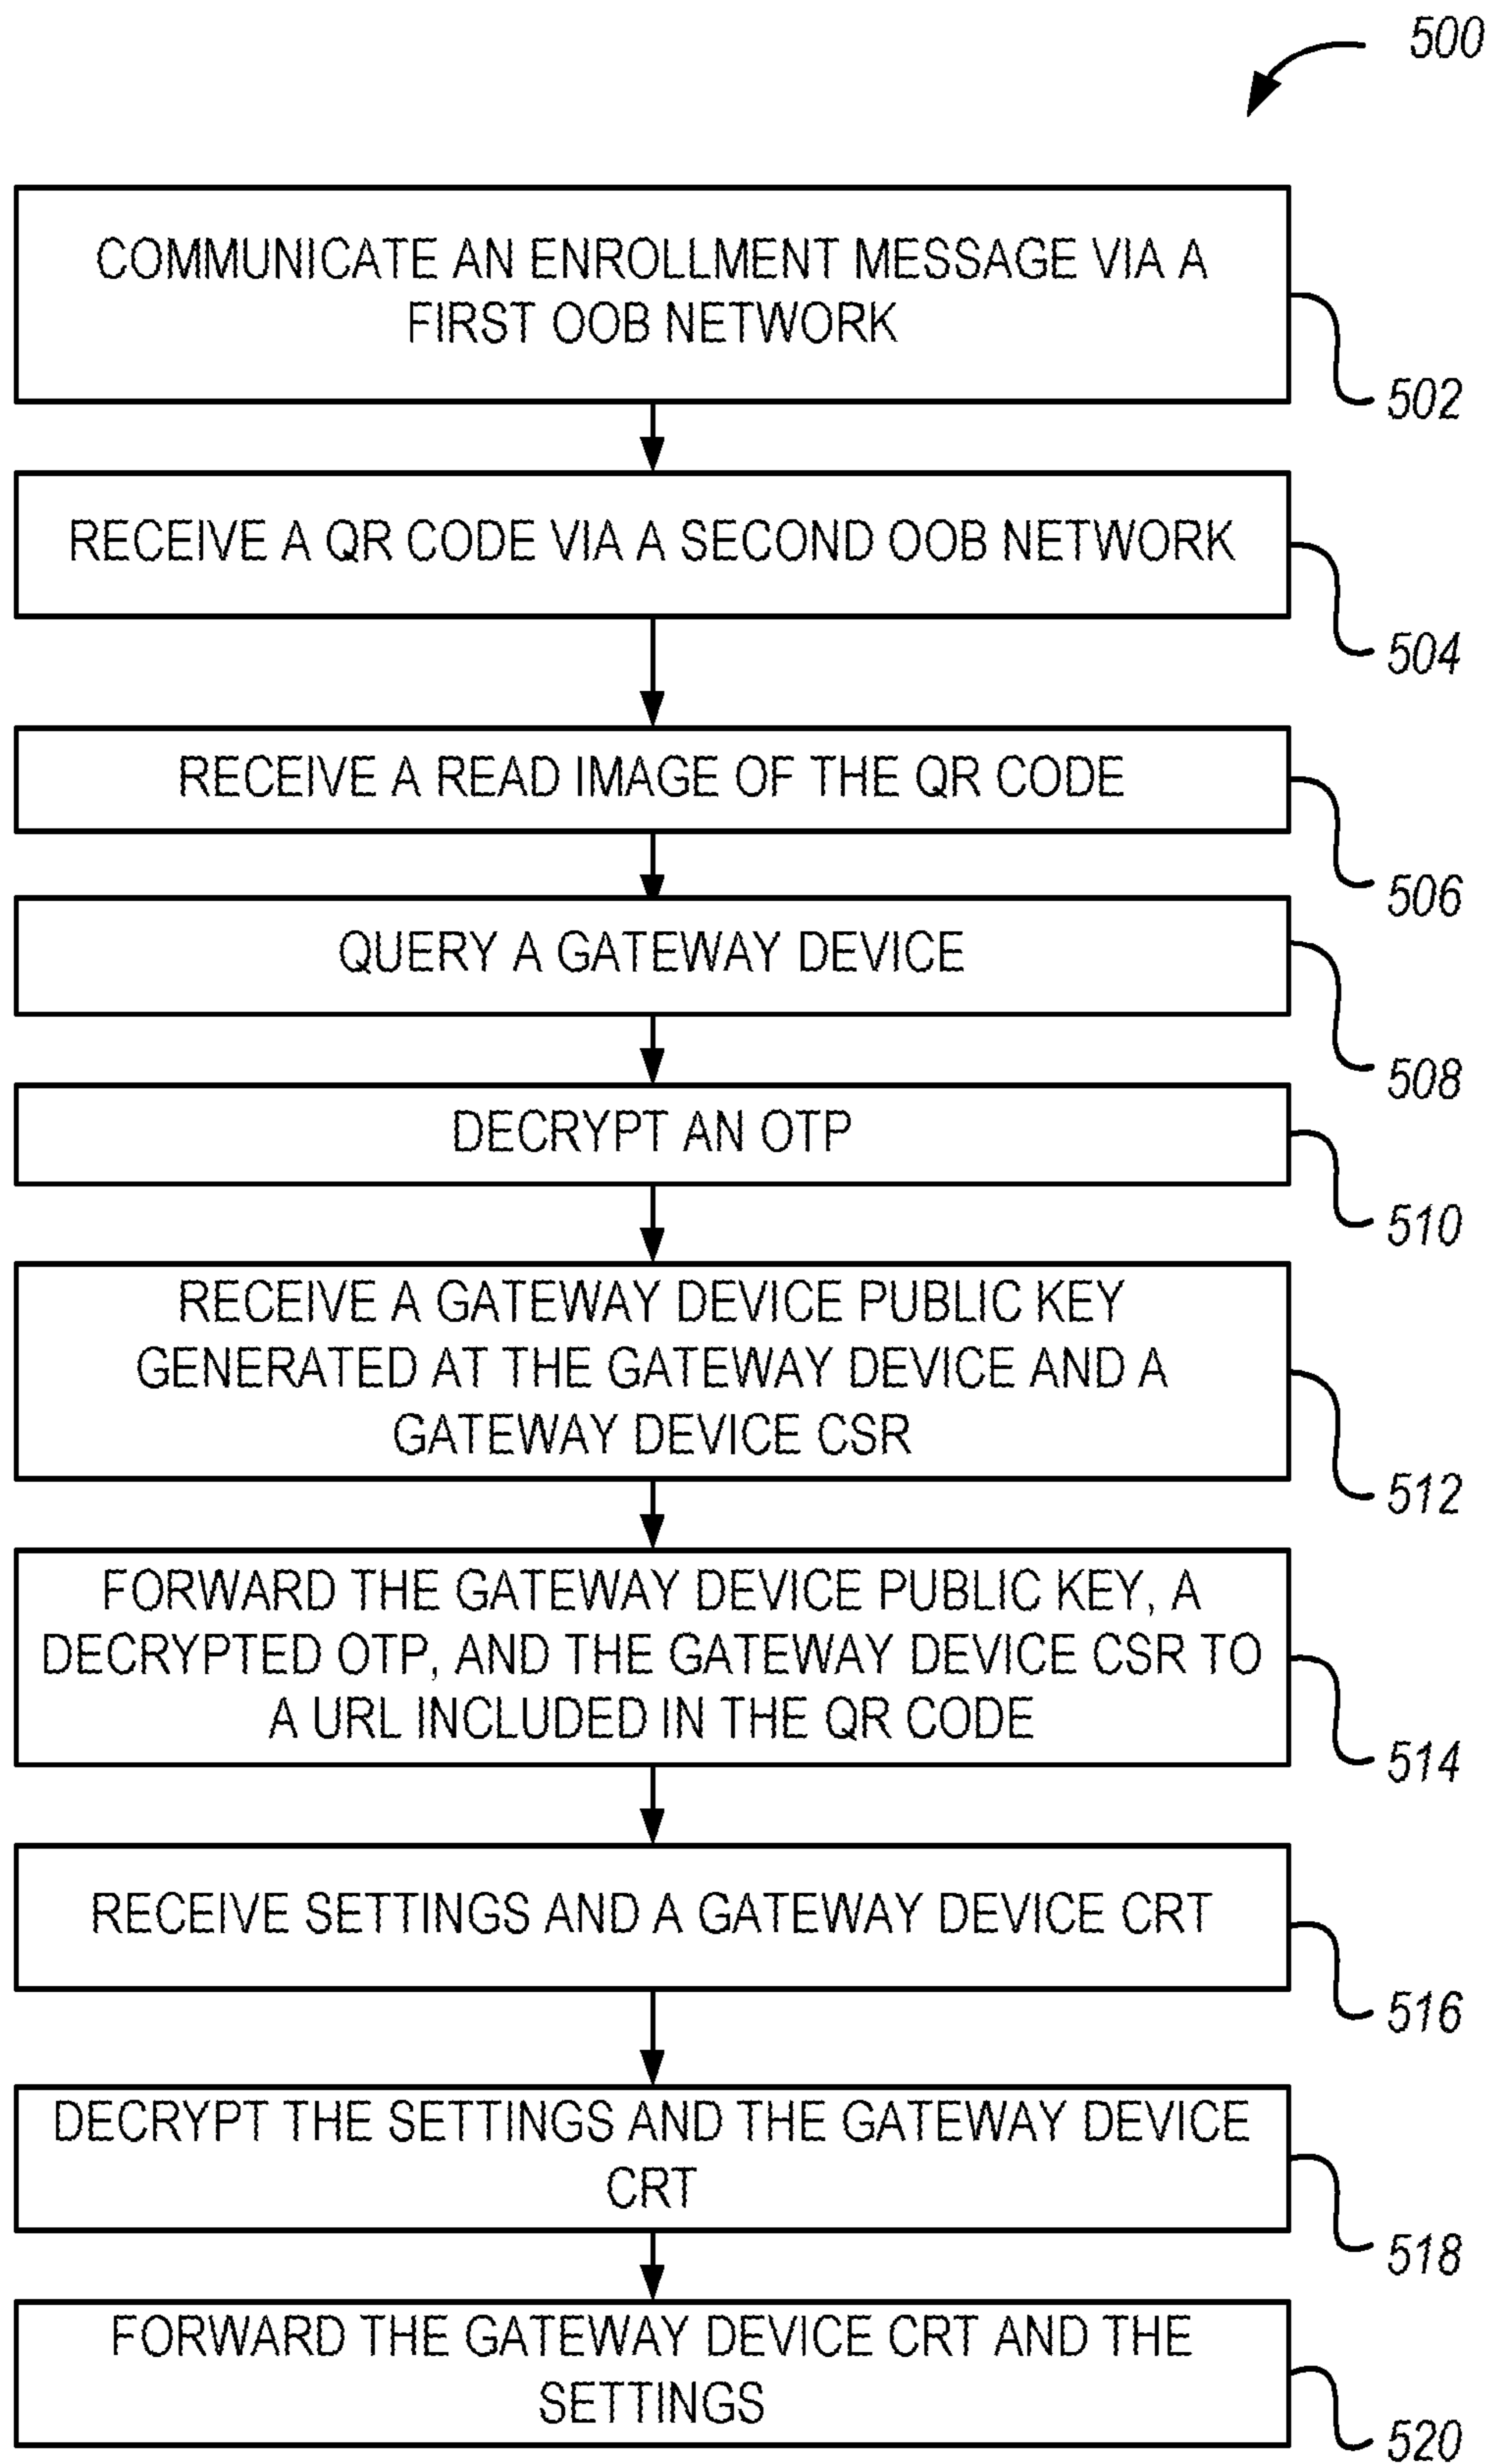 500
COMMUNICATE AN ENROLLMENT MESSAGE VIA A
FIRST OOB NETWORK
502
RECEIVE A QR CODE VIA A SECOND OOB NETWORK
504
RECEIVE A READ IMAGE OF THE QR CODE
506
QUERY A GATEWAY DEVICE
508
DECRYPT AN OTP
510
RECEIVE A GATEWAY DEVICE PUBLIC KEY
GENERATED AT THE GATEWAY DEVICE AND A
GATEWAY DEVICE CSR
512
FORWARD THE GATEWAY DEVICE PUBLIC KEY, A
DECRYPTED OTP, AND THE GATEWAY DEVICE CSR TO
A URL INCLUDED IN THE QR CODE
514
RECEIVE SETTINGS AND A GATEWAY DEVICE CRT
516
DECRYPT THE SETTINGS AND THE GATEWAY DEVICE
CRT
518
FORWARD THE GATEWAY DEVICE CRT AND THE
SETTINGS
520